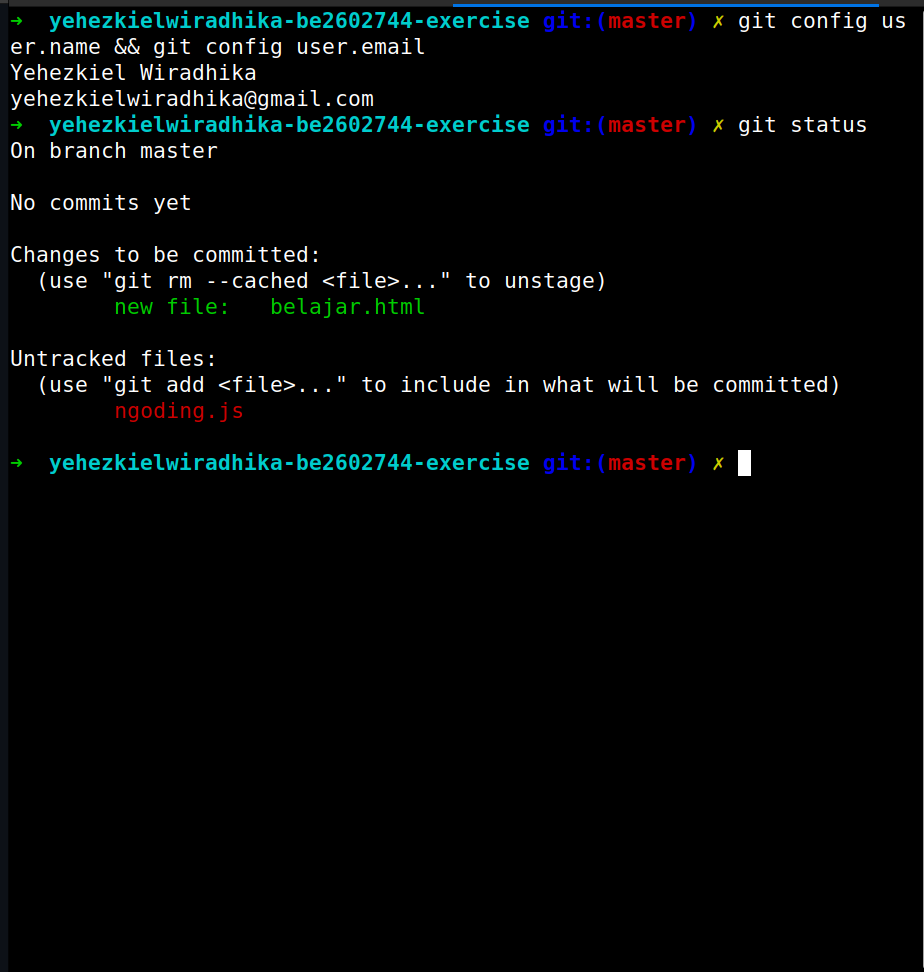 ➜  yehezkielwiradhika-be2602744-exercise git:(master) ✗ git config us
er.name && git config user.email
Yehezkiel Wiradhika
yehezkielwiradhika@gmail.com
➜  yehezkielwiradhika-be2602744-exercise git:(master) ✗ git status
On branch master

No commits yet

Changes to be committed:
  (use "git rm --cached <file>..." to unstage)
        new file:   belajar.html

Untracked files:
  (use "git add <file>..." to include in what will be committed)
        ngoding.js

➜  yehezkielwiradhika-be2602744-exercise git:(master) ✗